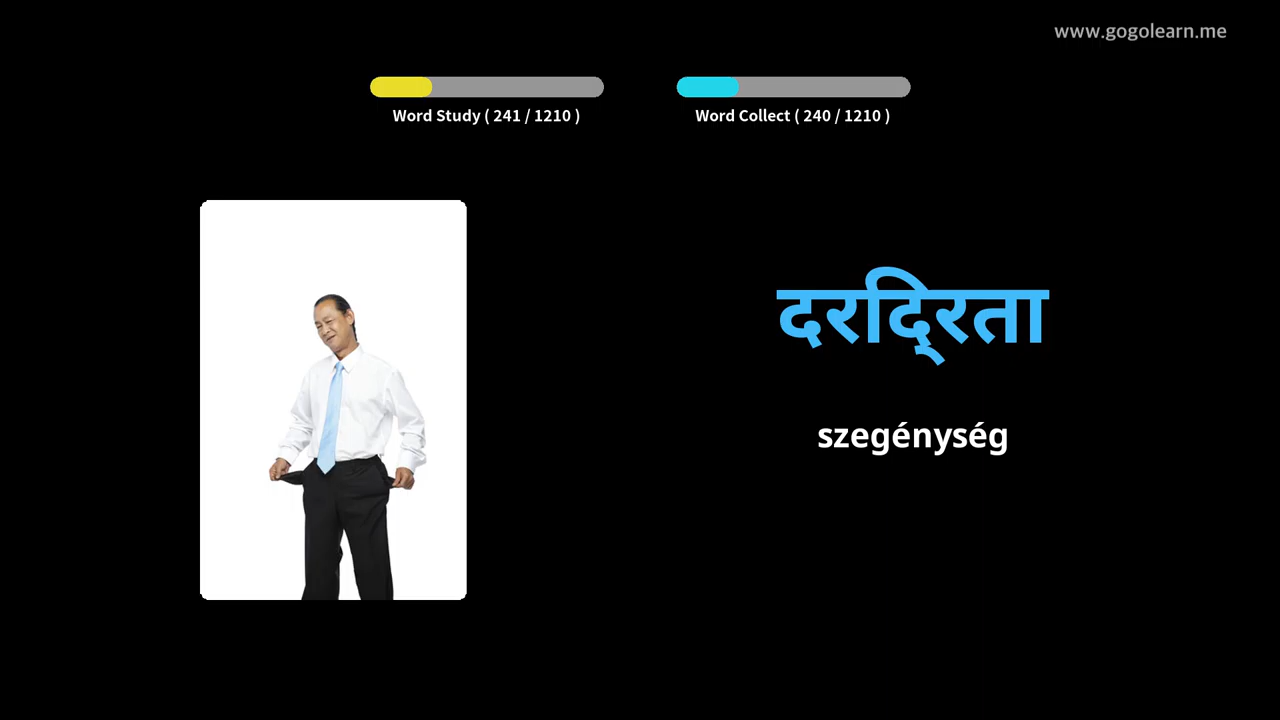 www.gogolearn.me
Word Study ( 241 / 1210 )
Word Collect ( 240 / 1210 )
दरिद्रता
szegénység